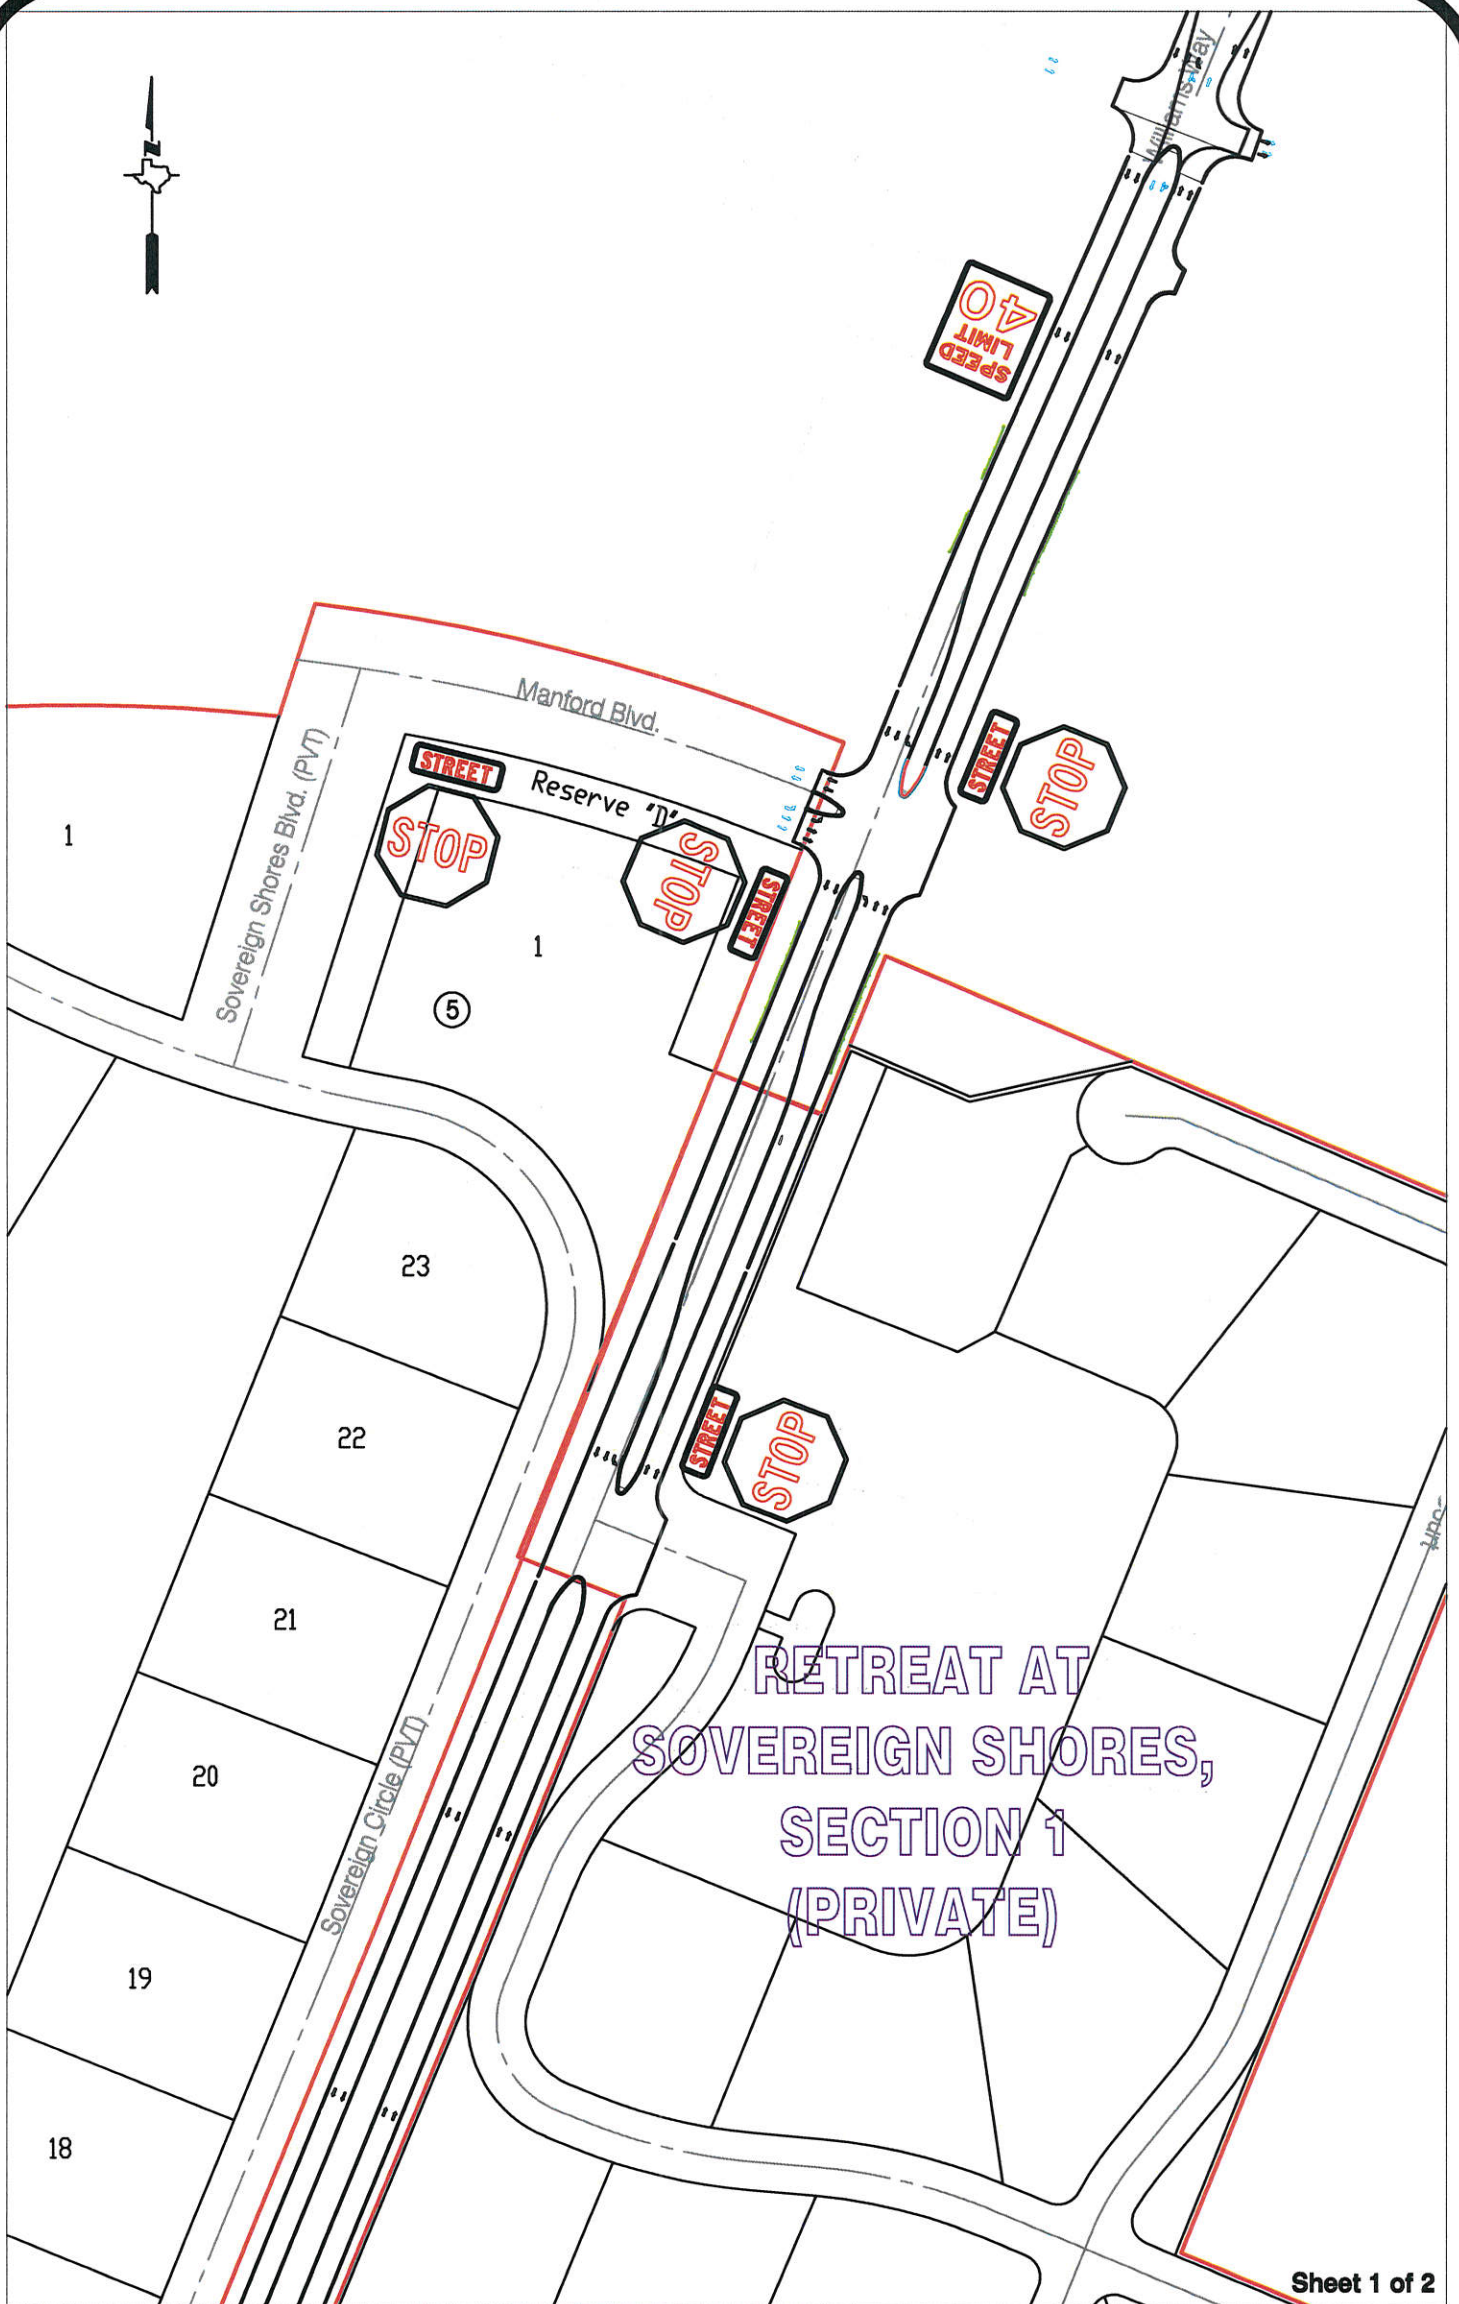 Williams Way
N
SPEED
LIMIT
40
Manford Blvd.
STREET
STOP
Reserve "D"
STOP
STREET
STREET
STOP
Sovereign Shores Blvd. (PVT)
1
1
5
23
22
21
20
19
18
STREET
STOP
Sovereign Circle (PVT)
RETREAT AT
SOVEREIGN SHORES,
SECTION 1
(PRIVATE)
Sheet 1 of 2